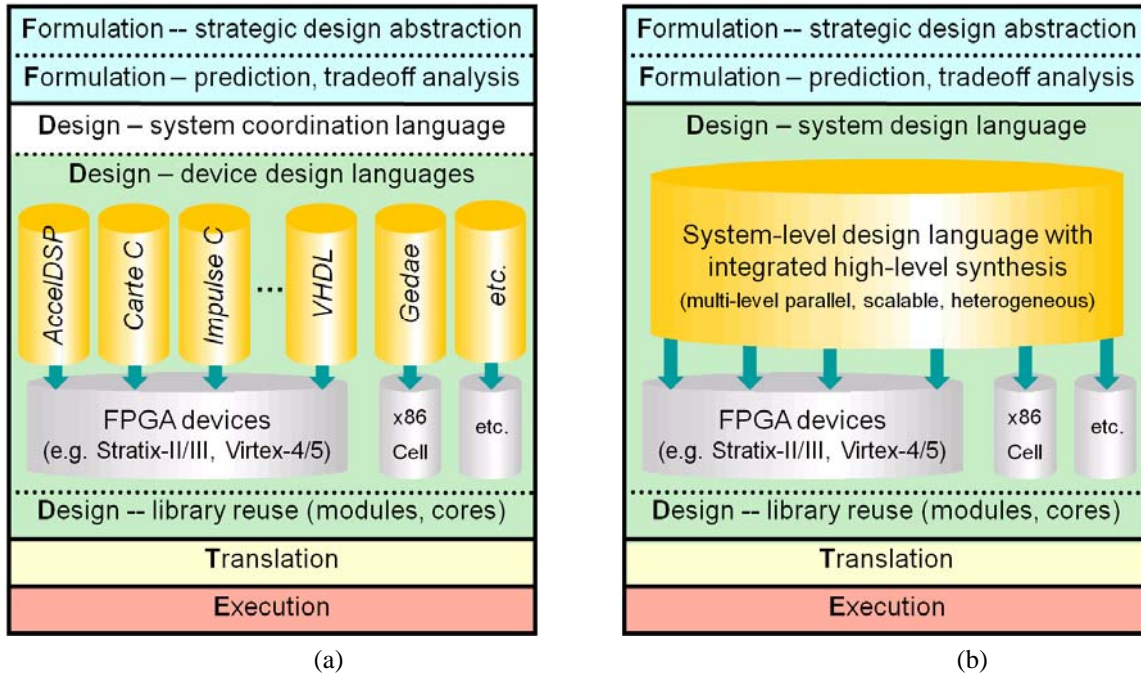 Formulation -- strategic design abstraction
Formulation – prediction, tradeoff analysis
Design – system coordination language
Design – device design languages
AccelDSP
Carte C
Impulse C
...
VHDL
Gedae
etc.
FPGA devices
(e.g. Stratix-II/III, Virtex-4/5)
x86
Cell
etc.
Design -- library reuse (modules, cores)
Translation
Execution
(a)
Formulation -- strategic design abstraction
Formulation – prediction, tradeoff analysis
Design – system design language
System-level design language with
integrated high-level synthesis
(multi-level parallel, scalable, heterogeneous)
FPGA devices
(e.g. Stratix-II/III, Virtex-4/5)
x86
Cell
etc.
Design -- library reuse (modules, cores)
Translation
Execution
(b)